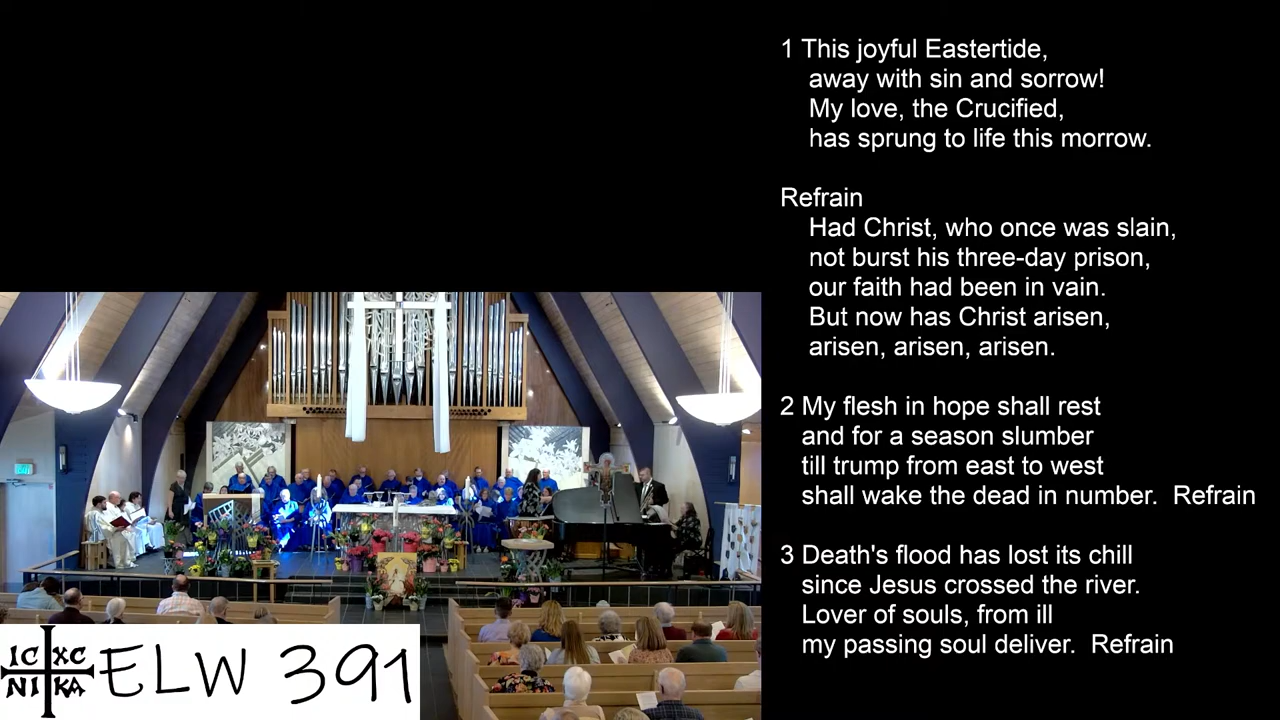 1 This joyful Eastertide,
away with sin and sorrow!
My love, the Crucified,
has sprung to life this morrow.
Refrain
Had Christ, who once was slain,
not burst his three-day prison,
our faith had been in vain.
But now has Christ arisen,
arisen, arisen, arisen.
2 My flesh in hope shall rest
and for a season slumber
till trump from east to west
shall wake the dead in number.  Refrain
3 Death's flood has lost its chill
since Jesus crossed the river.
Lover of souls, from ill
my passing soul deliver.  Refrain
IC XC
NI KA
ELW 391